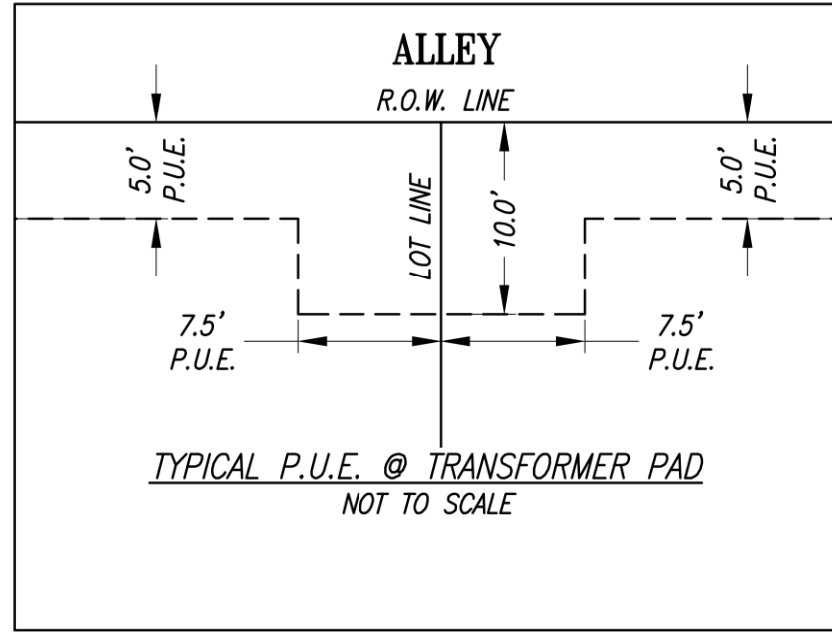 ALLEY
R.O.W. LINE
5.0'
P.U.E.
LOT LINE
10.0'
5.0'
P.U.E.
7.5'
P.U.E.
7.5'
P.U.E.
TYPICAL P.U.E. @ TRANSFORMER PAD
NOT TO SCALE